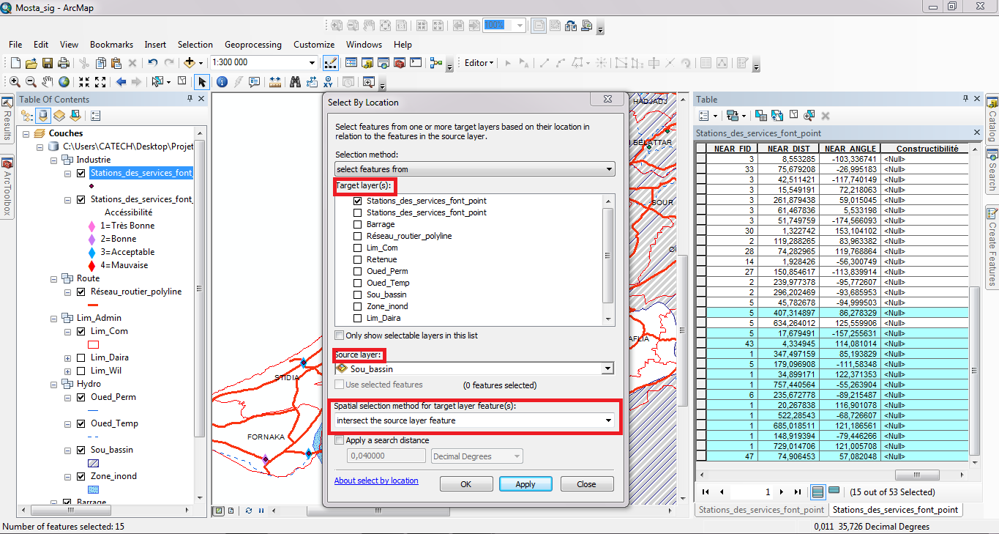 Mosta_sig - ArcMap
100%
File Edit View Bookmarks Insert Selection Geoprocessing Customize Windows Help
1:300 000
Editor
Results
ArcToolbox
Table Of Contents
Couches
C:\Users\CATECH\Desktop\Projet
Industrie
Stations_des_services_font_
Stations_des_services_font_
Accéssibilité
1=Très Bonne
2=Bonne
3=Acceptable
4=Mauvaise
Route
Réseau_routier_polyline
Lim_Admin
Lim_Com
Lim_Daira
Lim_Wil
Hydro
Oued_Perm
Oued_Temp
Sou_bassin
Zone_inond
Barrage
STIDIA
FORNAKA
HADJADJ
BELATTAR
SOUR
AFLIA
Select By Location
Select features from one or more target layers based on their location in
relation to the features in the source layer.
Selection method:
select features from
Target layer(s):
Stations_des_services_font_point
Stations_des_services_font_point
Barrage
Réseau_routier_polyline
Lim_Com
Retenue
Oued_Perm
Oued_Temp
Sou_bassin
Zone_inond
Lim_Daira
Only show selectable layers in this list
Source layer:
Sou_bassin
Use selected features (0 features selected)
Spatial selection method for target layer feature(s):
intersect the source layer feature
Apply a search distance
0,040000 Decimal Degrees
About select by location
OK Apply Close
Table
Stations_des_services_font_point
NEAR_FID NEAR_DIST NEAR_ANGLE Constructibilité
3 8,553285 -103,336741 <Null>
33 75,679208 -26,995183 <Null>
3 42,511421 -117,740149 <Null>
3 15,549191 72,218063 <Null>
3 261,879438 59,015045 <Null>
3 61,467836 5,533198 <Null>
3 51,749759 -174,566093 <Null>
30 1,322742 153,104102 <Null>
2 119,288265 83,963382 <Null>
28 74,282965 119,768864 <Null>
14 1,928426 -56,300749 <Null>
27 150,854617 -113,839914 <Null>
2 239,977378 -95,772607 <Null>
2 296,202469 -93,685953 <Null>
5 45,782678 -94,999503 <Null>
5 407,314897 86,278329 <Null>
5 634,264012 125,559906 <Null>
5 17,679491 -157,255631 <Null>
43 4,334945 114,081014 <Null>
1 347,497159 85,193829 <Null>
5 179,096908 -111,58348 <Null>
1 34,899171 122,371353 <Null>
1 757,440564 -55,263904 <Null>
6 235,672778 -89,215487 <Null>
1 20,267838 116,901078 <Null>
1 522,28543 -68,726607 <Null>
1 685,018511 121,186561 <Null>
1 148,919394 -79,446266 <Null>
1 729,014706 121,005708 <Null>
47 74,906453 57,082048 <Null>
1 (15 out of 53 Selected)
Stations_des_services_font_point Stations_des_services_font_point
Catalog
Search
Create Features
Number of features selected: 15
0,011 35,726 Decimal Degrees